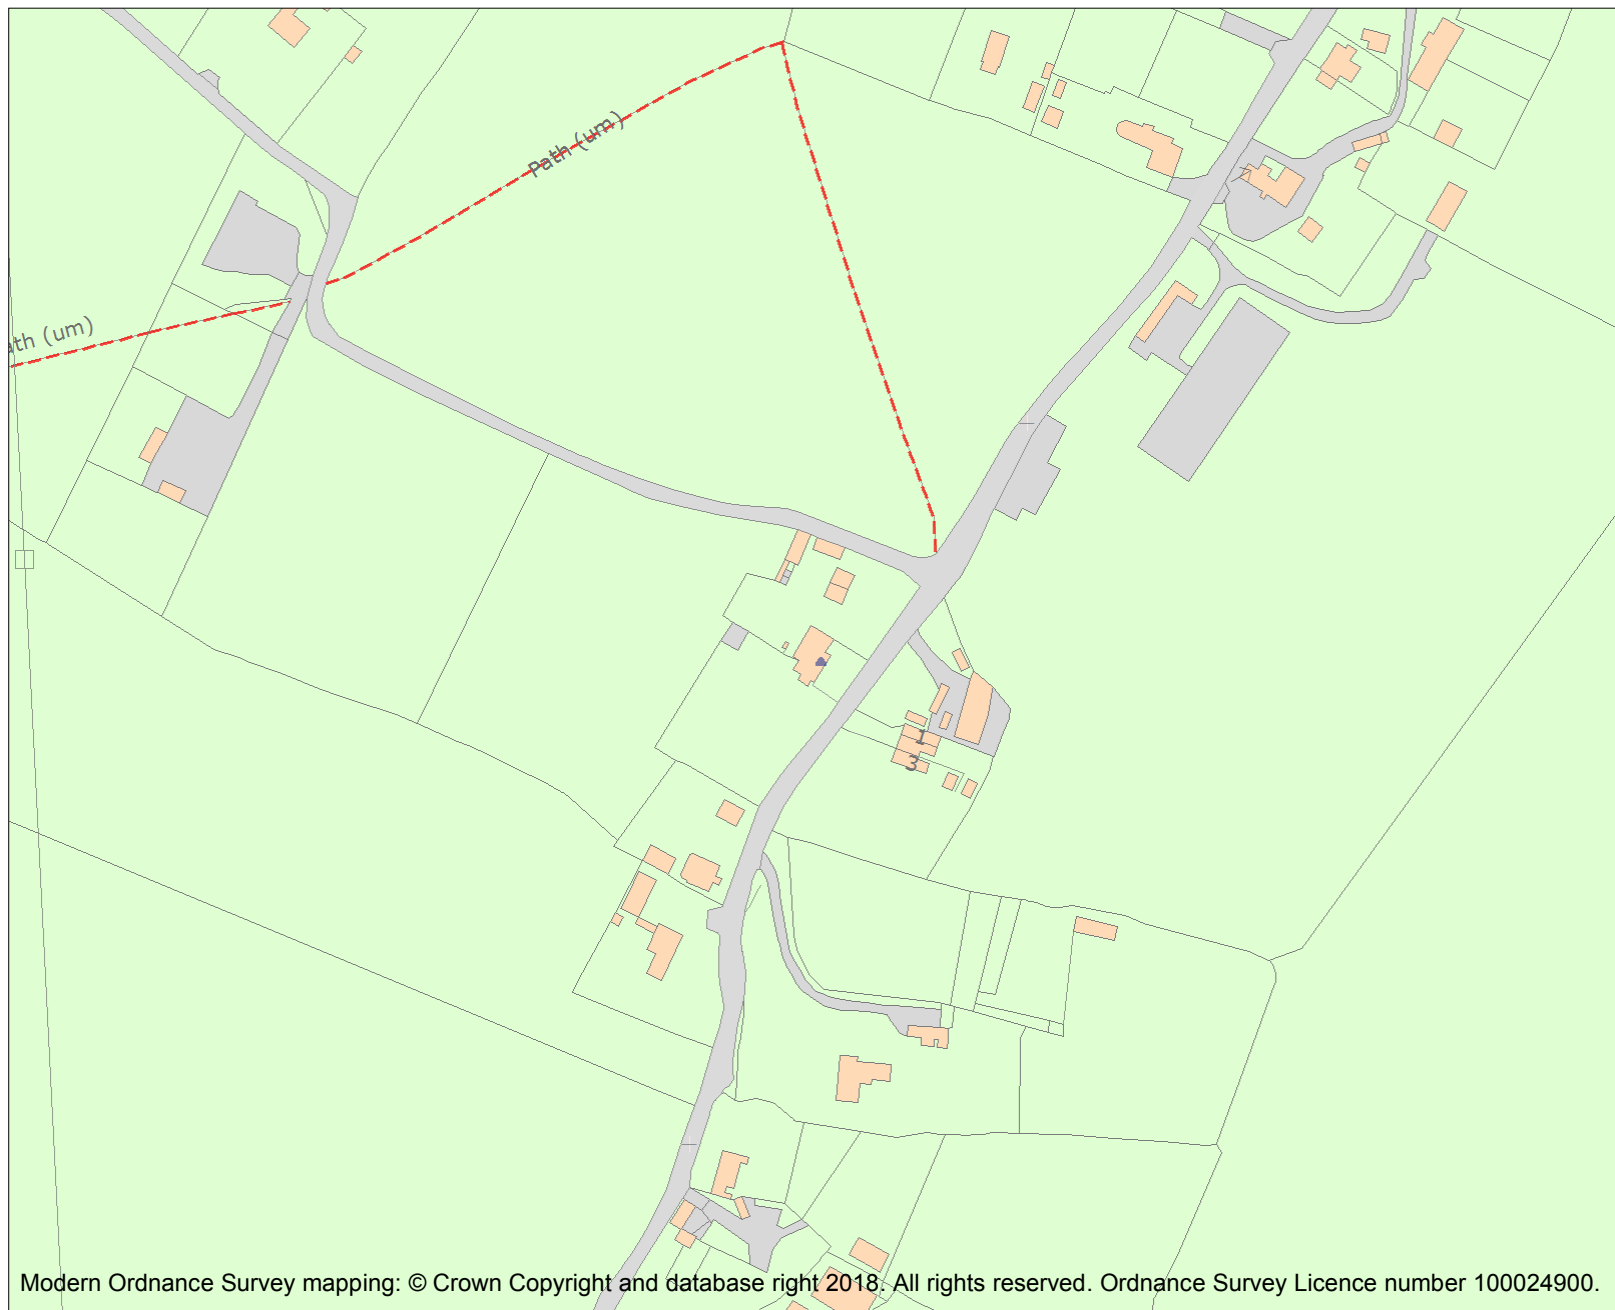 Path (um)
ath (um)
1
3
Modern Ordnance Survey mapping: © Crown Copyright and database right 2018. All rights reserved. Ordnance Survey Licence number 100024900.